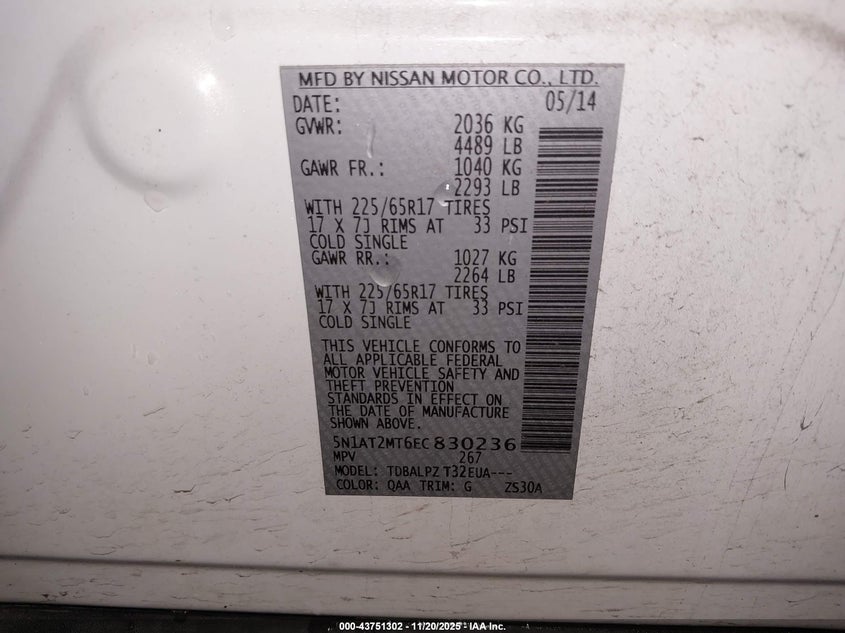 MFD BY NISSAN MOTOR CO., LTD.
DATE: 05/14
GVWR: 2036 KG
4489 LB
GAWR FR.: 1040 KG
2293 LB
WITH 225/65R17 TIRES
17 X 7J RIMS AT 33 PSI
COLD SINGLE
GAWR RR.: 1027 KG
2264 LB
WITH 225/65R17 TIRES
17 X 7J RIMS AT 33 PSI
COLD SINGLE
THIS VEHICLE CONFORMS TO
ALL APPLICABLE FEDERAL
MOTOR VEHICLE SAFETY AND
THEFT PREVENTION
STANDARDS IN EFFECT ON
THE DATE OF MANUFACTURE
SHOWN ABOVE.
5N1AT2MT6EC830236
MPV 267
MODEL: TDBALPZ T32EUA---
COLOR: QAA TRIM: G ZS30A
000-43751302 - 11/20/2025 - IAA Inc.